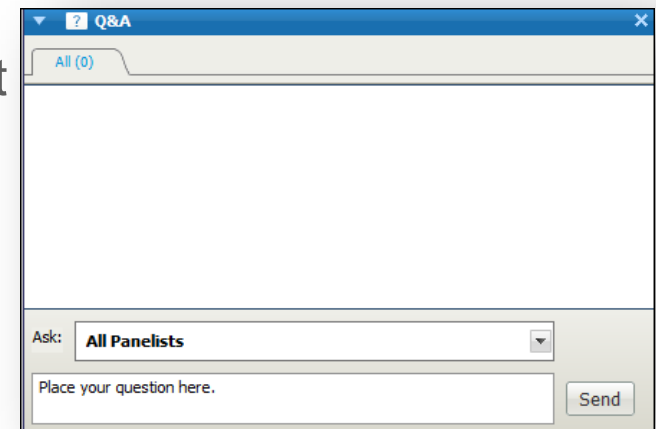 ? Q&A
All (0)
t
Ask: All Panelists
Place your question here.
Send